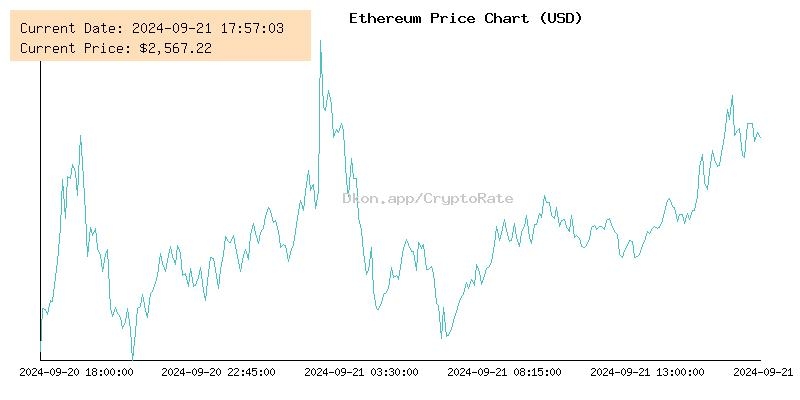 Ethereum Price Chart (USD)
Current Date: 2024-09-21 17:57:03
Current Price: $2,567.22
Dkon.app/CryptoRate
2024-09-20 18:00:00 2024-09-20 22:45:00 2024-09-21 03:30:00 2024-09-21 08:15:00 2024-09-21 13:00:00 2024-09-21